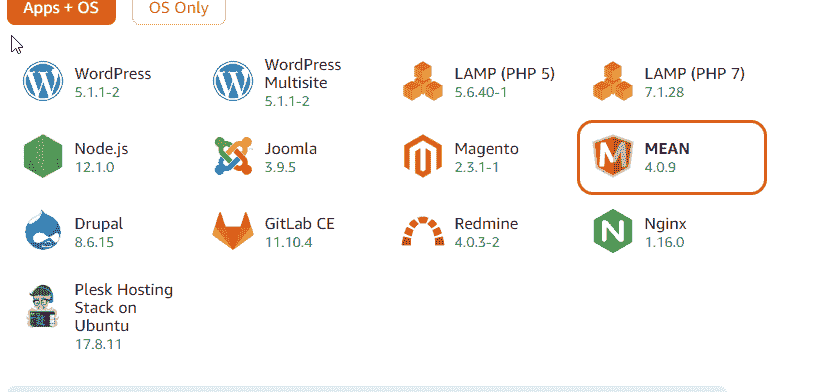 Apps + OS
OS Only
WordPress
5.1.1-2
WordPress
Multisite
5.1.1-2
LAMP (PHP 5)
5.6.40-1
LAMP (PHP 7)
7.1.28
Node.js
12.1.0
Joomla
3.9.5
Magento
2.3.1-1
MEAN
4.0.9
Drupal
8.6.15
GitLab CE
11.10.4
Redmine
4.0.3-2
Nginx
1.16.0
Plesk Hosting
Stack on
Ubuntu
17.8.11